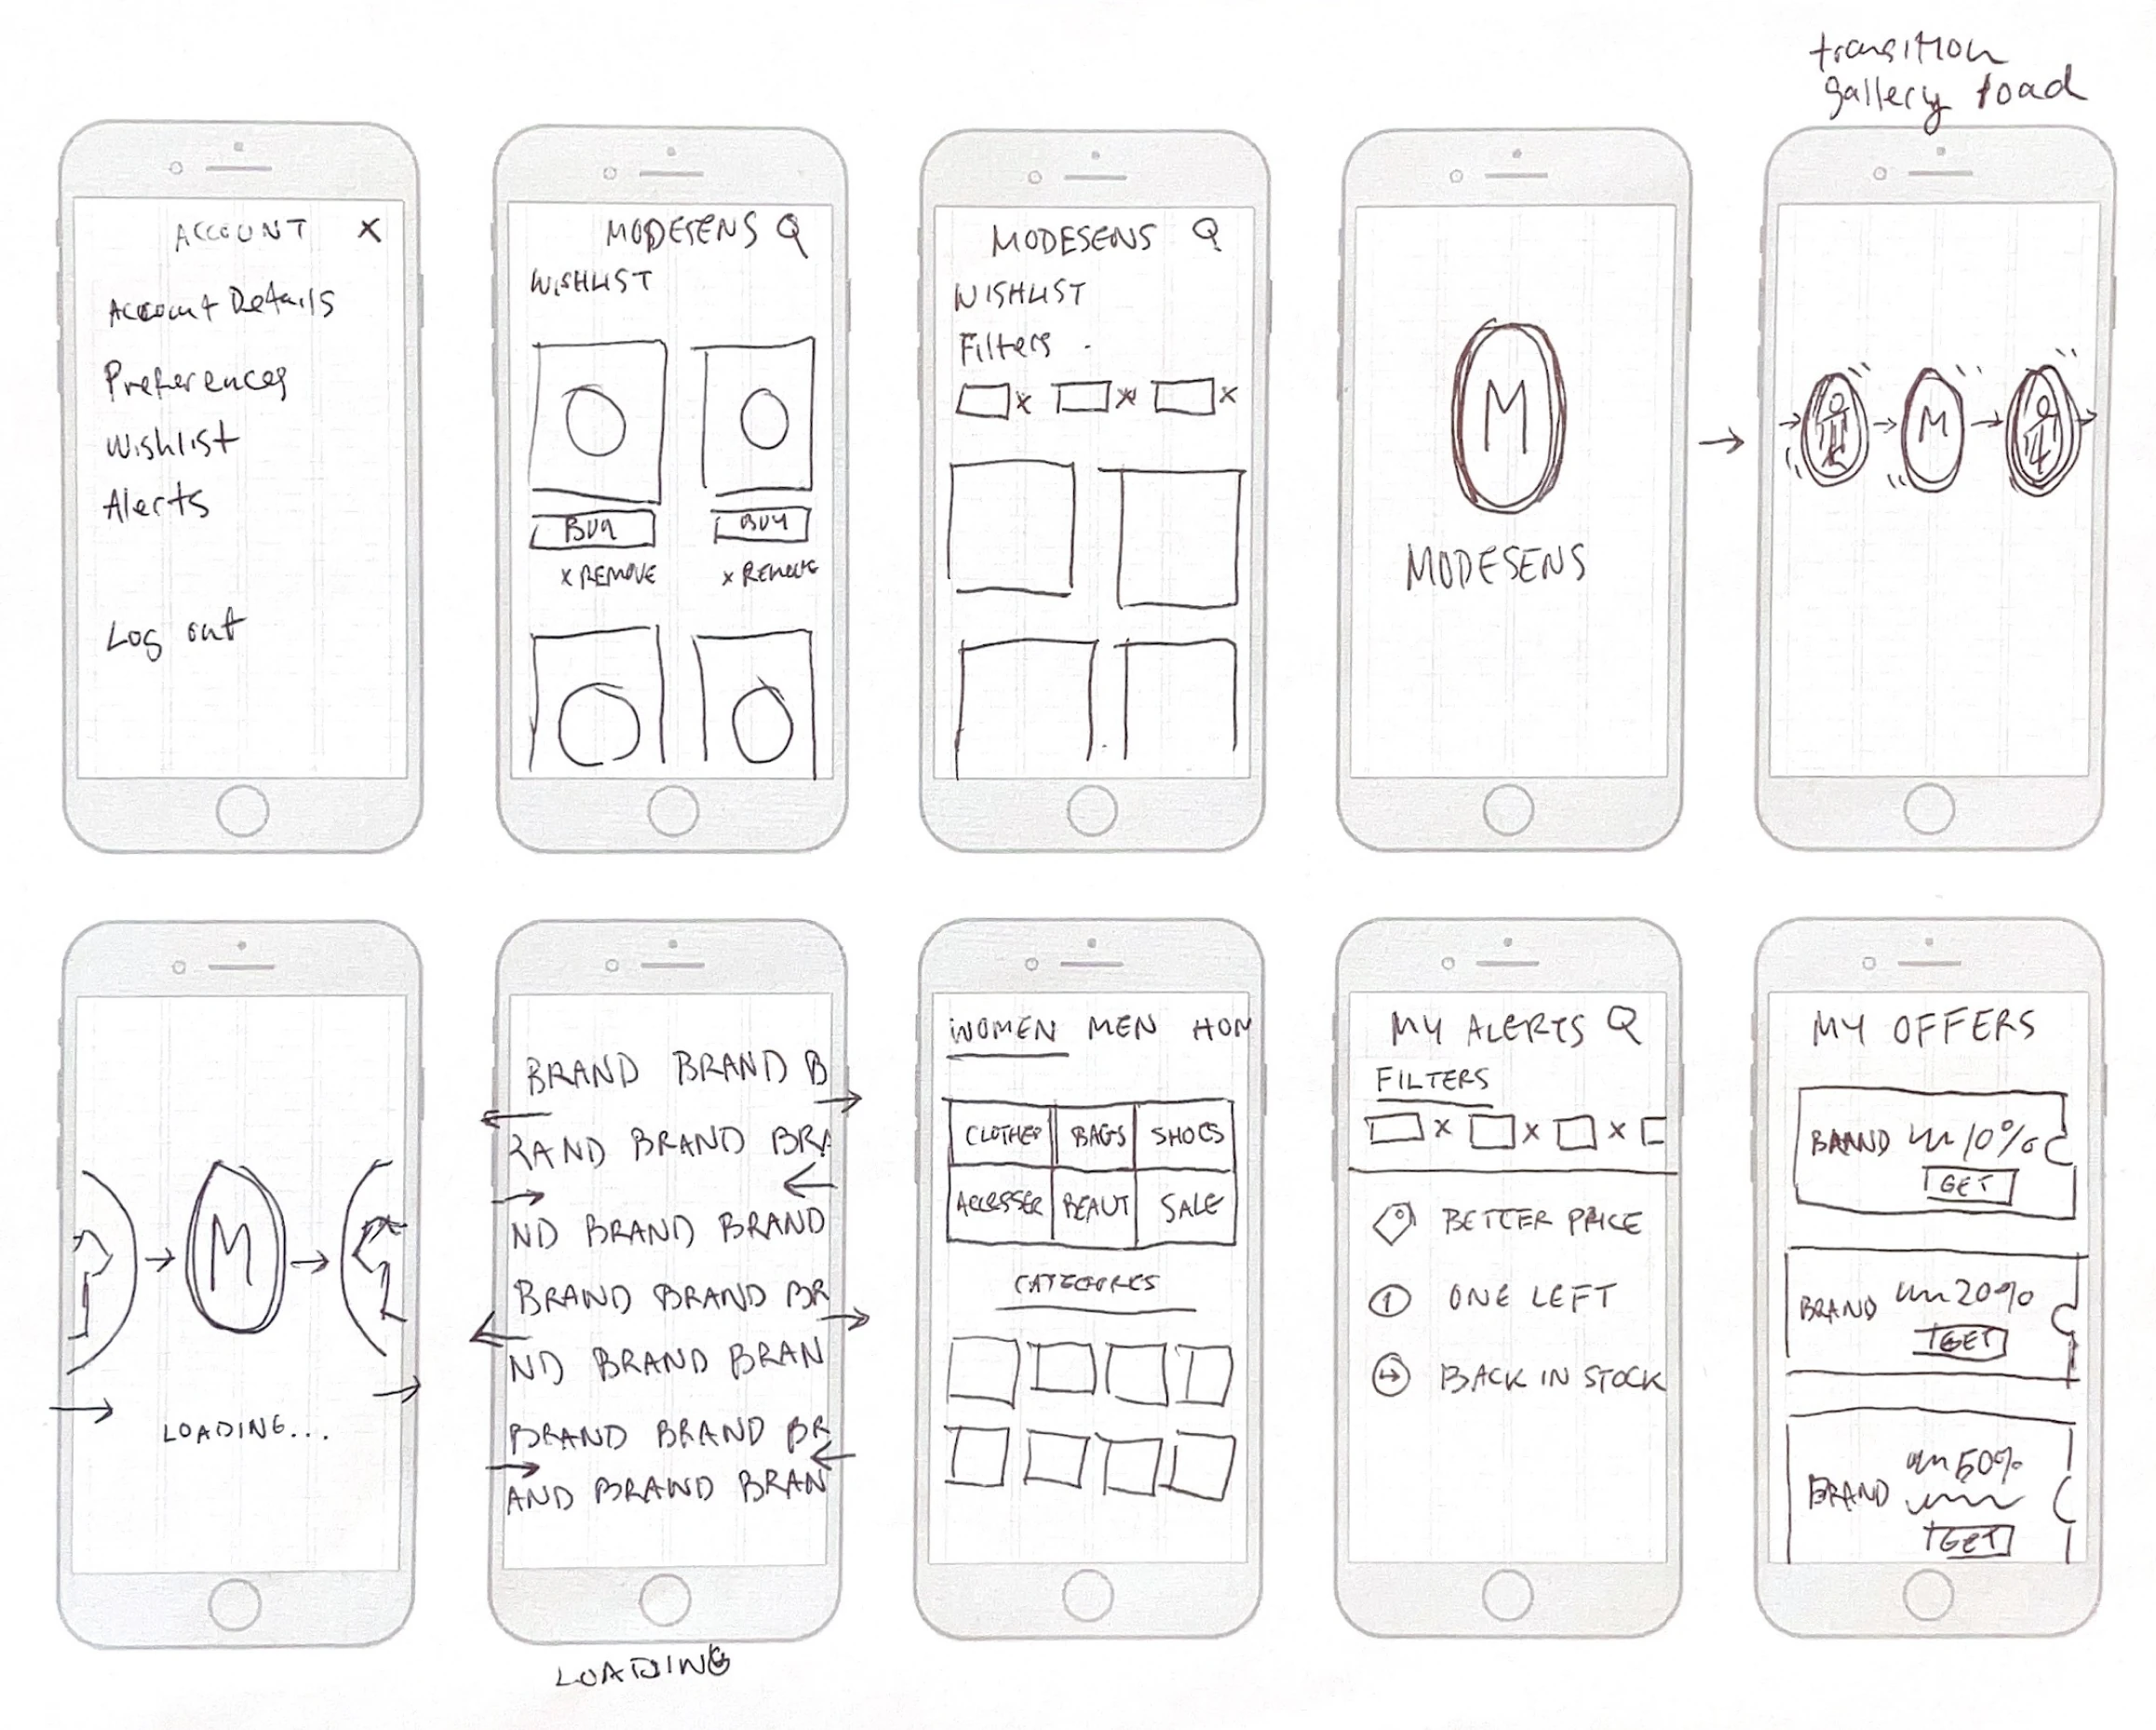 transition
gallery load
ACCOUNT X
Account Details
Preferences
Wishlist
Alerts
Log out
MODESENS
WISHLIST
BUY BUY
x REMOVE x REMOVE
MODESENS
WISHLIST
Filters
x x x
M
MODESENS
M
M
LOADING...
BRAND BRAND B
RAND BRAND BRA
ND BRAND BRAND
BRAND BRAND BR
ND BRAND BRAN
BRAND BRAND BR
AND BRAND BRAN
LOADING
WOMEN MEN HOM
CLOTHES BAGS SHOES
ACCESSER BEAUT SALE
CATEGORES
MY ALERTS
FILTERS
x x x
BETTER PRICE
1 ONE LEFT
BACK IN STOCK
MY OFFERS
BRAND 10%
GET
BRAND 20%
GET
BRAND 50%
GET